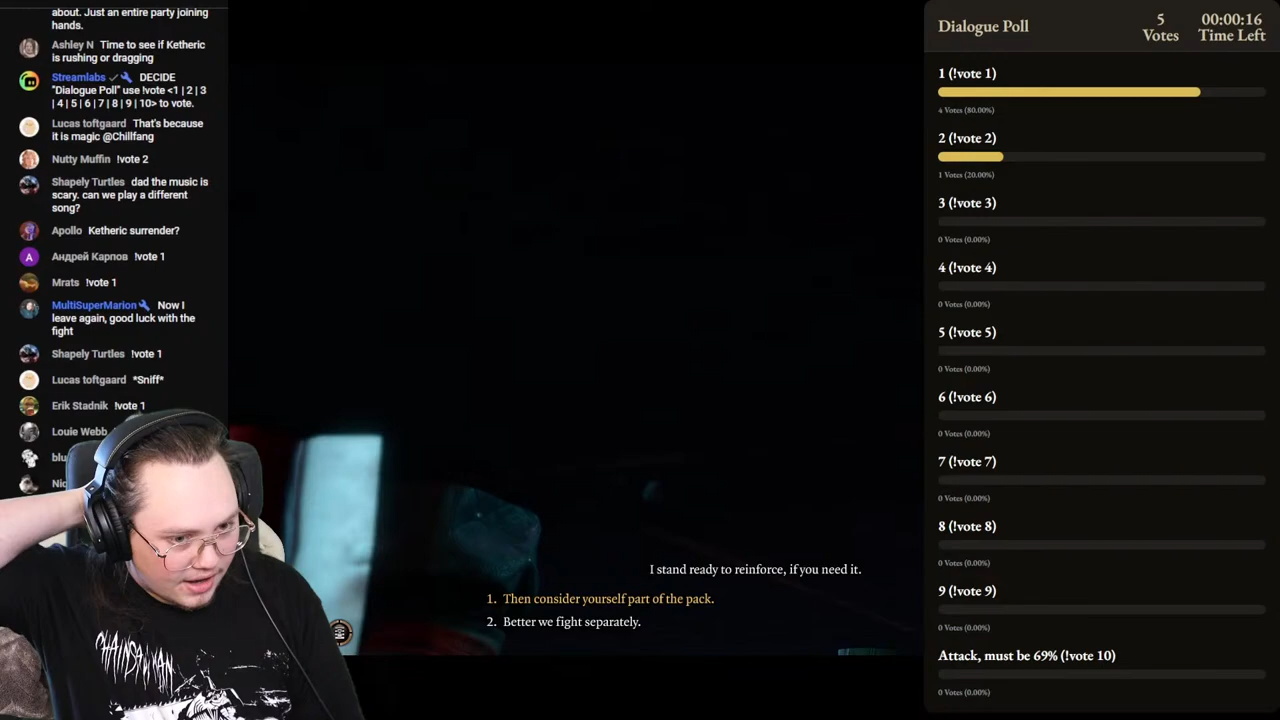 about. Just an entire party joining
hands.
Ashley N Time to see if Ketheric
is rushing or dragging
Streamlabs DECIDE
"Dialogue Poll" use !vote <1 | 2 | 3
| 4 | 5 | 6 | 7 | 8 | 9 | 10> to vote.
Lucas toftgaard That's because
it is magic @Chillfang
Nutty Muffin !vote 2
Shapely Turtles dad the music is
scary. can we play a different
song?
Apollo Ketheric surrender?
А
Андрей Карпов !vote 1
Mrats !vote 1
MultiSuperMarion Now I
leave again, good luck with the
fight
Shapely Turtles !vote 1
Lucas toftgaard *Sniff*
Erik Stadnik !vote 1
Louie Webb
CHAINSAW MAN
I stand ready to reinforce, if you need it.
1. Then consider yourself part of the pack.
2. Better we fight separately.
Dialogue Poll
5
Votes
00:00:16
Time Left
1 (!vote 1)
4 Votes (80.00%)
2 (!vote 2)
1 Votes (20.00%)
3 (!vote 3)
0 Votes (0.00%)
4 (!vote 4)
0 Votes (0.00%)
5 (!vote 5)
0 Votes (0.00%)
6 (!vote 6)
0 Votes (0.00%)
7 (!vote 7)
0 Votes (0.00%)
8 (!vote 8)
0 Votes (0.00%)
9 (!vote 9)
0 Votes (0.00%)
Attack, must be 69% (!vote 10)
0 Votes (0.00%)